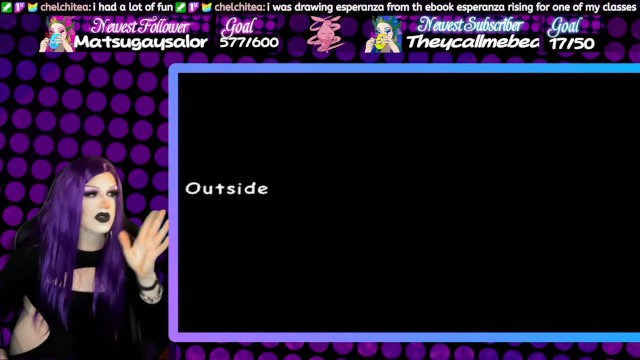 chelchitea: i had a lot of fun chelchitea: i was drawing esperanza from th ebook esperanza rising for one of my classes
Newest Follower
Matsugaysalor
Goal
577/600
Newest Subscriber
Theycallmebea
Goal
17/50
Outside